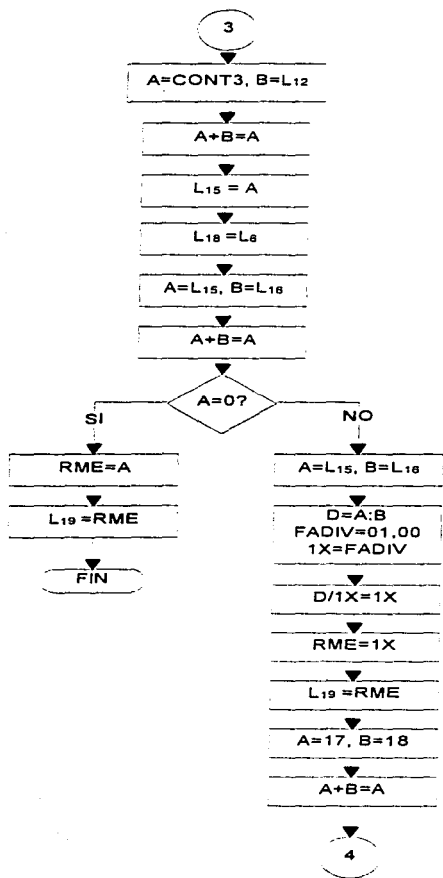 3
A=CONT3, B=L12
A+B=A
L15 = A
L18 =L6
A=L15, B=L16
A+B=A
A=0?
SI
NO
RME=A
L19 =RME
FIN
A=L15, B=L16
D=A:B
FADIV=01,00
1X=FADIV
D/1X=1X
RME=1X
L19 =RME
A=17, B=18
A+B=A
4